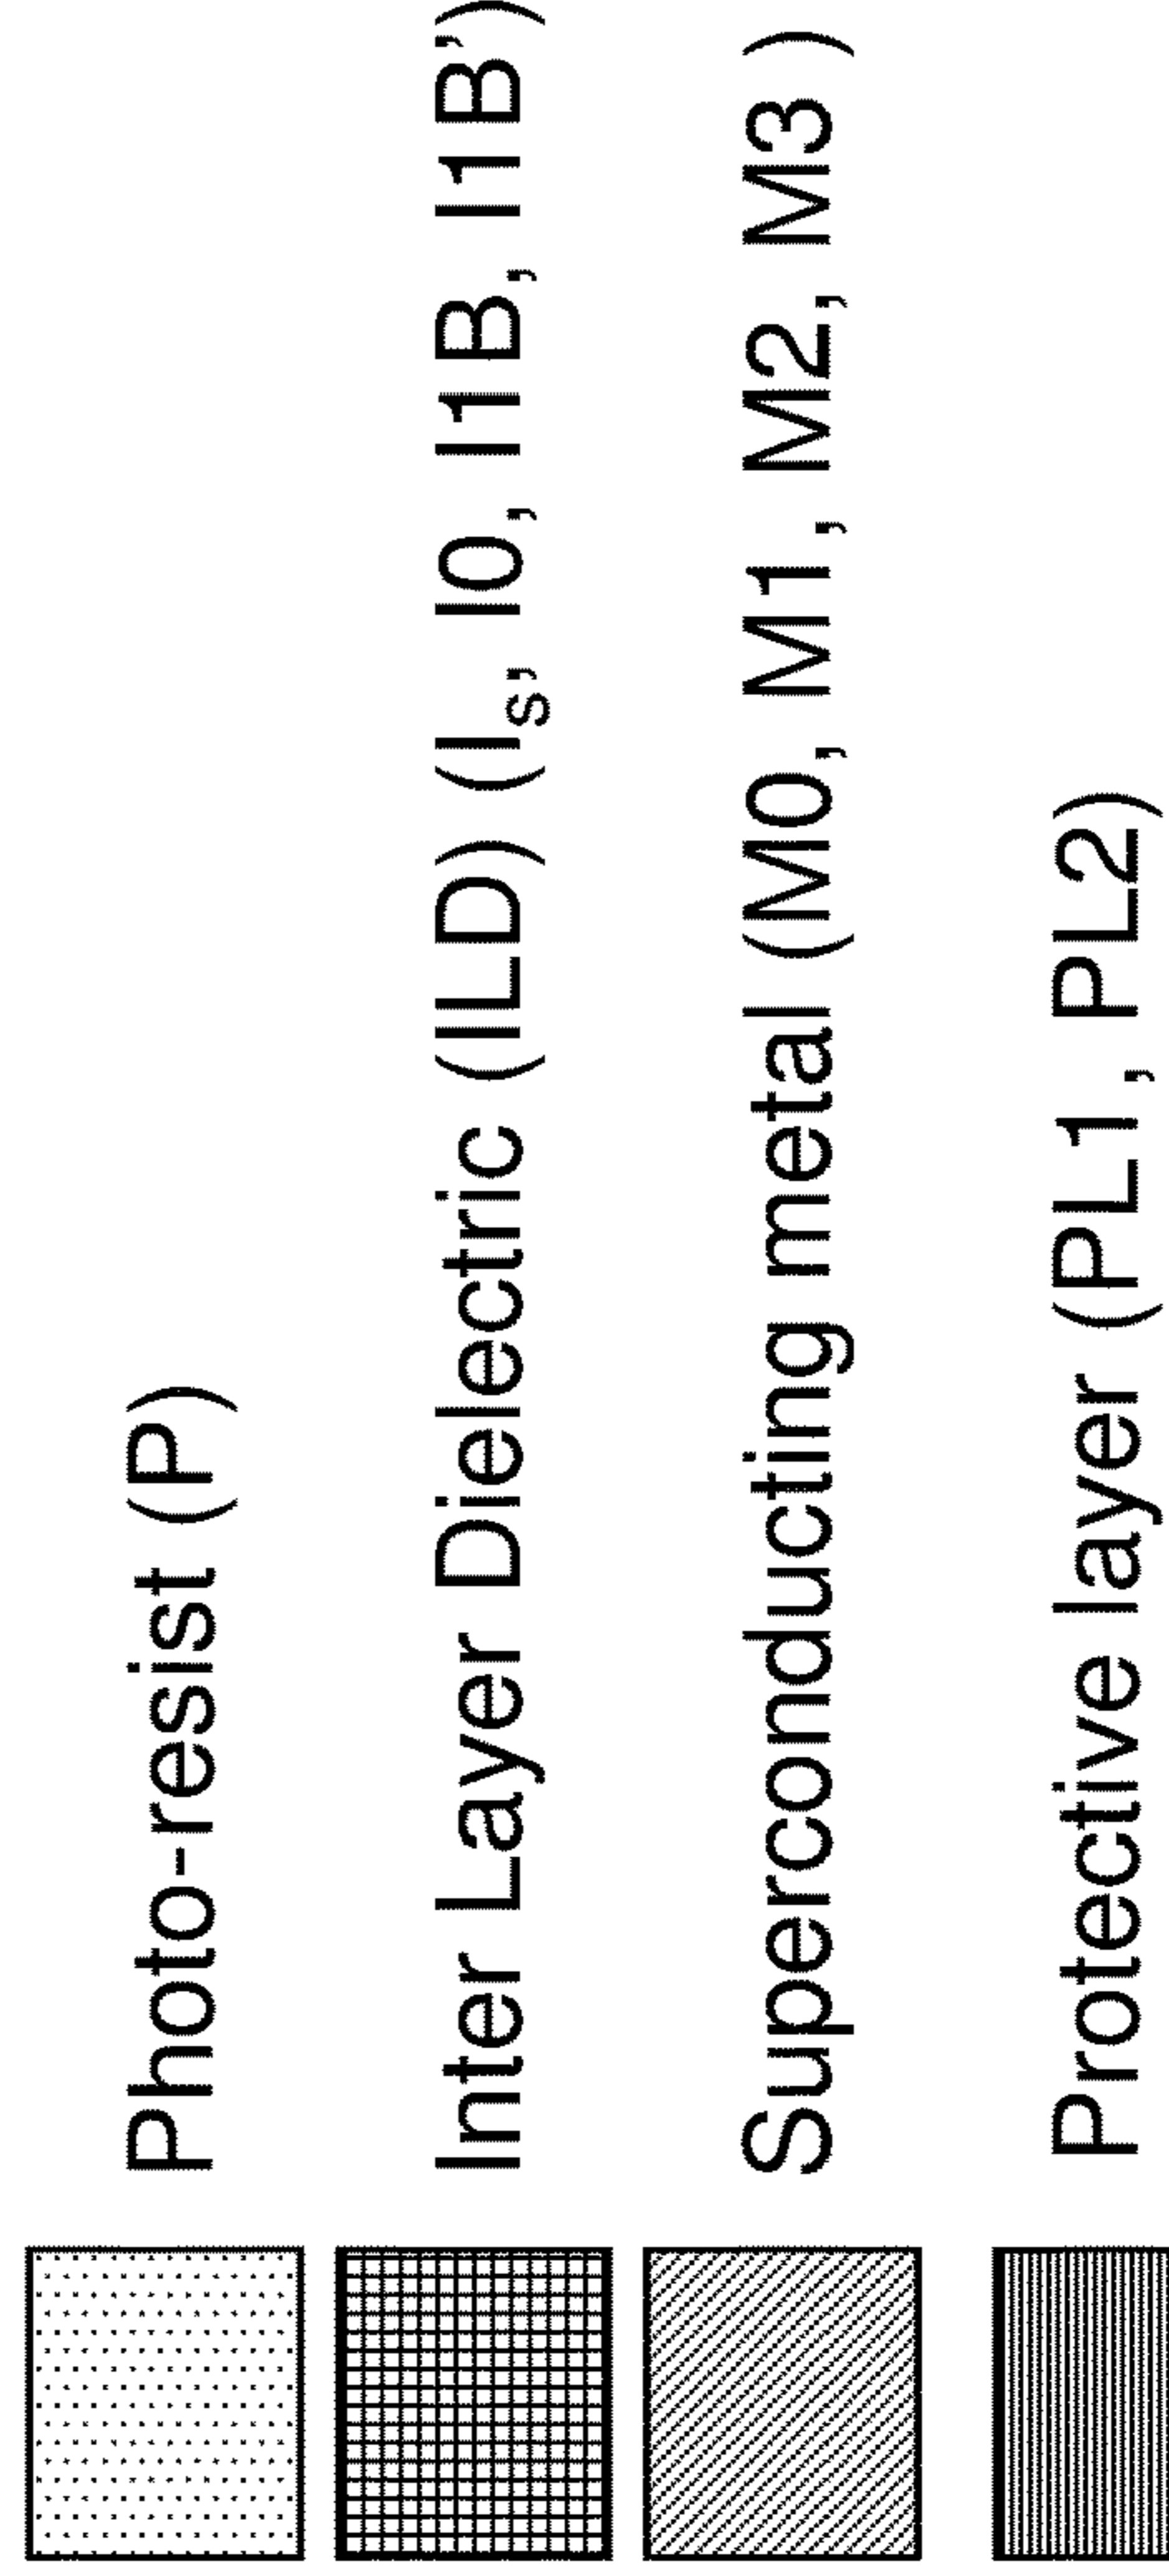 Photo-resist (P)
Inter Layer Dielectric (ILD) (Iₛ, I0, I1B, I1B’)
Superconducting metal (M0, M1, M2, M3 )
Protective layer (PL1, PL2)